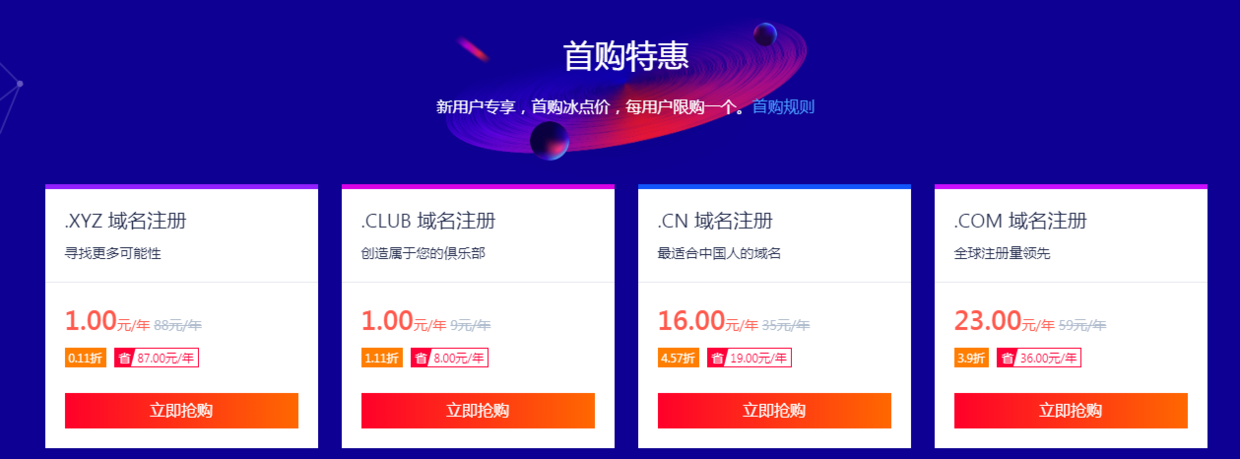 首购特惠
新用户专享，首购冰点价，每用户限购一个。首购规则
.XYZ 域名注册
寻找更多可能性
1.00元/年 88元/年
0.11折 省 87.00元/年
立即抢购
.CLUB 域名注册
创造属于您的俱乐部
1.00元/年 9元/年
1.11折 省 8.00元/年
立即抢购
.CN 域名注册
最适合中国人的域名
16.00元/年 35元/年
4.57折 省 19.00元/年
立即抢购
.COM 域名注册
全球注册量领先
23.00元/年 59元/年
3.9折 省 36.00元/年
立即抢购